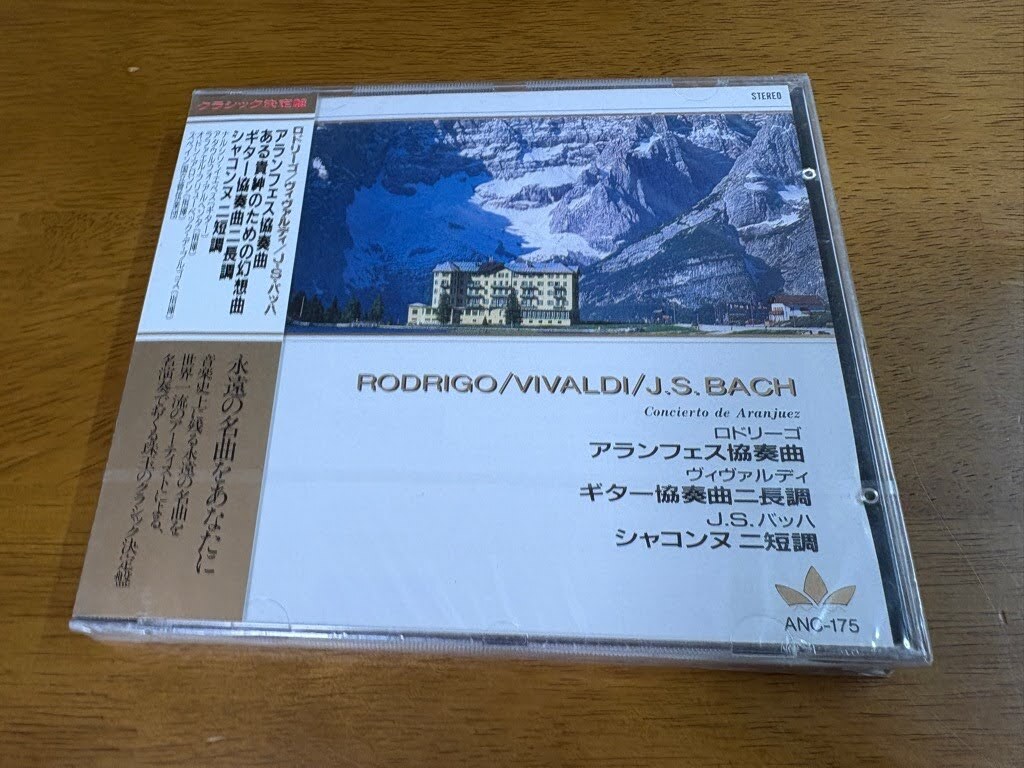 クラシック決定盤
ロドリーゴ/ヴィヴァルディ/J.S.バッハ
アランフェス協奏曲
ある貴紳のための幻想曲
ギター協奏曲ニ長調
シャコンヌ ニ短調
永遠の名曲をあなたに
音楽史上に残る永遠の名曲を
世界一流のアーティストによる、
名演奏でおくる珠玉のクラシック決定盤
STEREO
RODRIGO/VIVALDI/J.S. BACH
Concierto de Aranjuez
ロドリーゴ
アランフェス協奏曲
ヴィヴァルディ
ギター協奏曲ニ長調
J.S.バッハ
シャコンヌ ニ短調
ANC-175